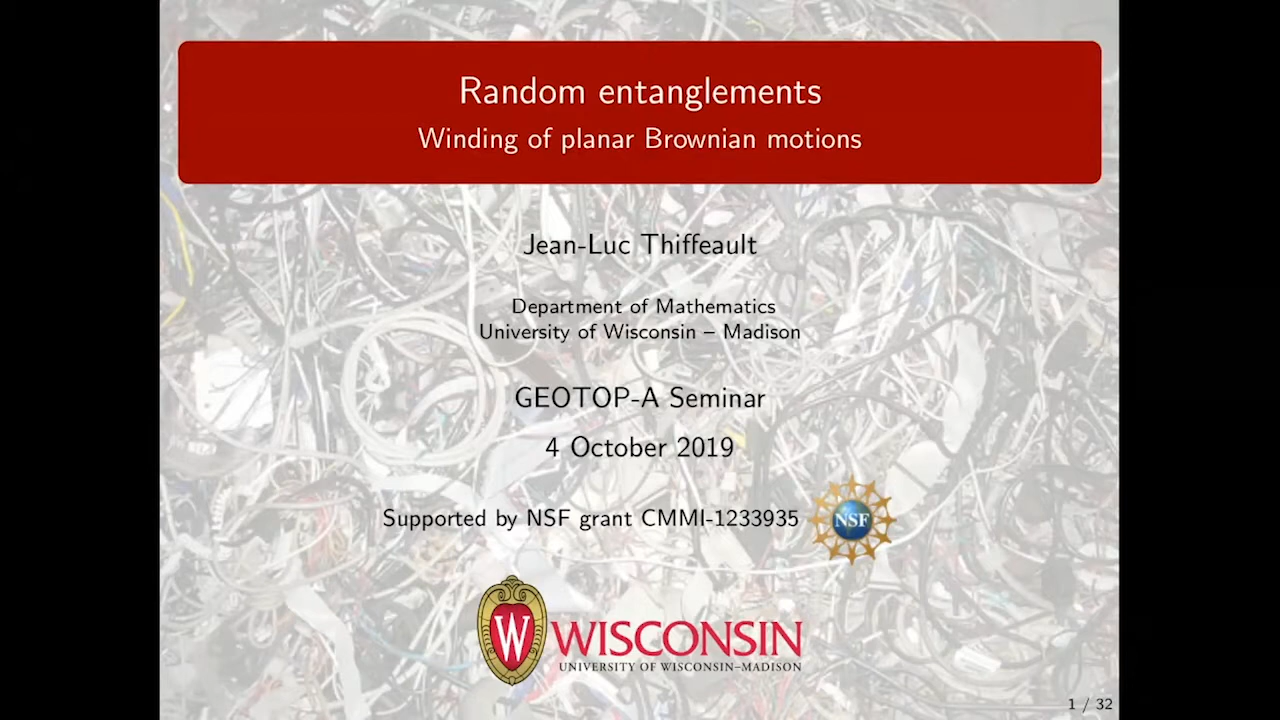 Random entanglements
Winding of planar Brownian motions
Jean-Luc Thiffeault
Department of Mathematics
University of Wisconsin – Madison
GEOTOP-A Seminar
4 October 2019
Supported by NSF grant CMMI-1233935
NSF
W
WISCONSIN
UNIVERSITY OF WISCONSIN–MADISON
1 / 32